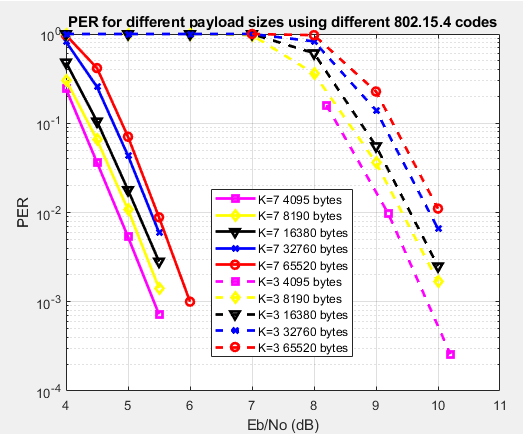 PER for different payload sizes using different 802.15.4 codes
10^0
10^-1
10^-2
10^-3
10^-4
PER
K=7 4095 bytes
K=7 8190 bytes
K=7 16380 bytes
K=7 32760 bytes
K=7 65520 bytes
K=3 4095 bytes
K=3 8190 bytes
K=3 16380 bytes
K=3 32760 bytes
K=3 65520 bytes
4 5 6 7 8 9 10 11
Eb/No (dB)